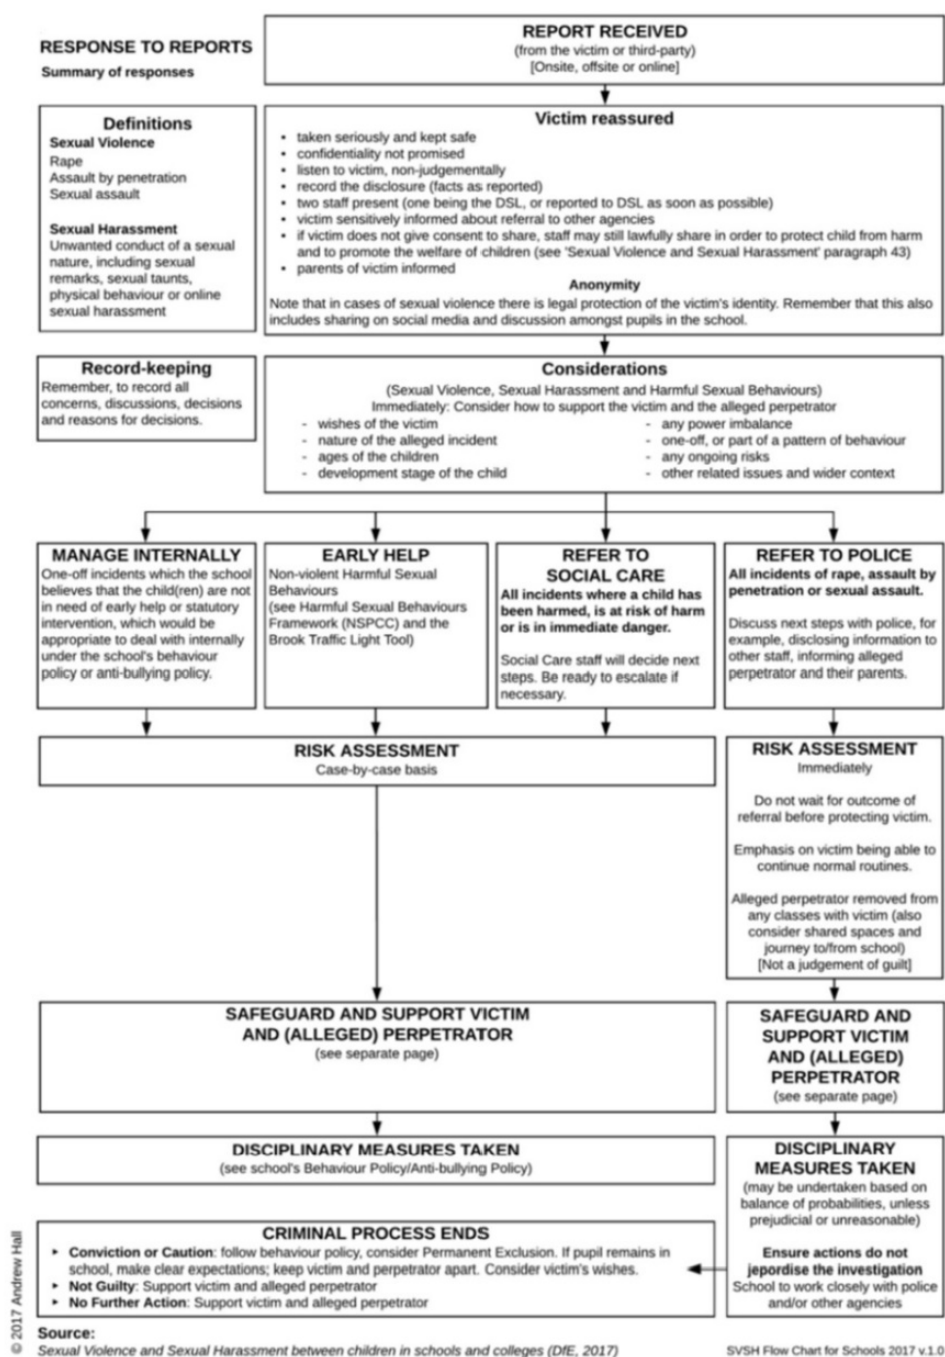 RESPONSE TO REPORTS
Summary of responses
REPORT RECEIVED
(from the victim or third-party)
[Onsite, offsite or online]
Definitions
Sexual Violence
Rape
Assault by penetration
Sexual assault
Sexual Harassment
Unwanted conduct of a sexual
nature, including sexual
remarks, sexual taunts,
physical behaviour or online
sexual harassment
Victim reassured
• taken seriously and kept safe
• confidentiality not promised
• listen to victim, non-judgementally
• record the disclosure (facts as reported)
• two staff present (one being the DSL, or reported to DSL as soon as possible)
• victim sensitively informed about referral to other agencies
• if victim does not give consent to share, staff may still lawfully share in order to protect child from harm
and to promote the welfare of children (see 'Sexual Violence and Sexual Harassment' paragraph 43)
• parents of victim informed
Anonymity
Note that in cases of sexual violence there is legal protection of the victim's identity. Remember that this also
includes sharing on social media and discussion amongst pupils in the school.
Record-keeping
Remember, to record all
concerns, discussions, decisions
and reasons for decisions.
Considerations
(Sexual Violence, Sexual Harassment and Harmful Sexual Behaviours)
Immediately: Consider how to support the victim and the alleged perpetrator
- wishes of the victim
- nature of the alleged incident
- ages of the children
- development stage of the child
- any power imbalance
- one-off, or part of a pattern of behaviour
- any ongoing risks
- other related issues and wider context
MANAGE INTERNALLY
One-off incidents which the school
believes that the child(ren) are not
in need of early help or statutory
intervention, which would be
appropriate to deal with internally
under the school's behaviour
policy or anti-bullying policy.
EARLY HELP
Non-violent Harmful Sexual
Behaviours
(see Harmful Sexual Behaviours
Framework (NSPCC) and the
Brook Traffic Light Tool)
REFER TO
SOCIAL CARE
All incidents where a child has
been harmed, is at risk of harm
or is in immediate danger.
Social Care staff will decide next
steps. Be ready to escalate if
necessary.
REFER TO POLICE
All incidents of rape, assault by
penetration or sexual assault.
Discuss next steps with police, for
example, disclosing information to
other staff, informing alleged
perpetrator and their parents.
RISK ASSESSMENT
Case-by-case basis
RISK ASSESSMENT
Immediately
Do not wait for outcome of
referral before protecting victim.
Emphasis on victim being able to
continue normal routines.
Alleged perpetrator removed from
any classes with victim (also
consider shared spaces and
journey to/from school)
[Not a judgement of guilt]
SAFEGUARD AND SUPPORT VICTIM
AND (ALLEGED) PERPETRATOR
(see separate page)
SAFEGUARD AND
SUPPORT VICTIM
AND (ALLEGED)
PERPETRATOR
(see separate page)
DISCIPLINARY MEASURES TAKEN
(see school's Behaviour Policy/Anti-bullying Policy)
DISCIPLINARY
MEASURES TAKEN
(may be undertaken based on
balance of probabilities, unless
prejudicial or unreasonable)
Ensure actions do not
jepordise the investigation
School to work closely with police
and/or other agencies
CRIMINAL PROCESS ENDS
‣ Conviction or Caution: follow behaviour policy, consider Permanent Exclusion. If pupil remains in
school, make clear expectations; keep victim and perpetrator apart. Consider victim's wishes.
‣ Not Guilty: Support victim and alleged perpetrator
‣ No Further Action: Support victim and alleged perpetrator
© 2017 Andrew Hall
Source:
Sexual Violence and Sexual Harassment between children in schools and colleges (DfE, 2017)
SVSH Flow Chart for Schools 2017 v.1.0